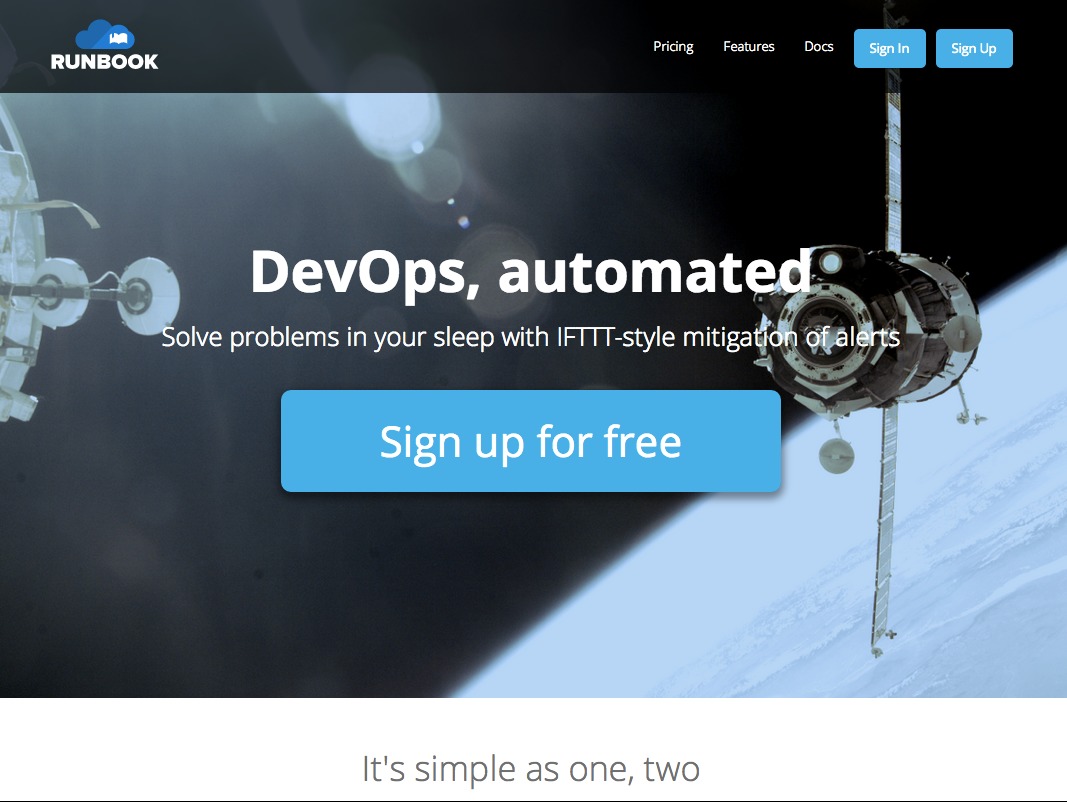 RUNBOOK
Pricing Features Docs Sign In Sign Up
DevOps, automated
Solve problems in your sleep with IFTTT-style mitigation of alerts
Sign up for free
It's simple as one, two